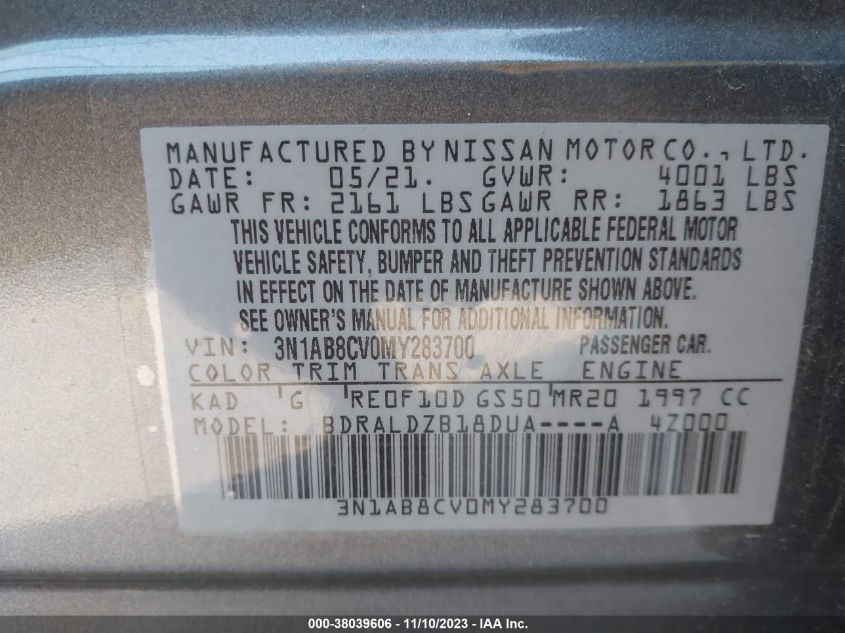 MANUFACTURED BY NISSAN MOTOR CO., LTD.
DATE: 05/21. GVWR: 4001 LBS
GAWR FR: 2161 LBS GAWR RR: 1863 LBS
THIS VEHICLE CONFORMS TO ALL APPLICABLE FEDERAL MOTOR
VEHICLE SAFETY, BUMPER AND THEFT PREVENTION STANDARDS
IN EFFECT ON THE DATE OF MANUFACTURE SHOWN ABOVE.
SEE OWNER'S MANUAL FOR ADDITIONAL INFORMATION.
VIN: 3N1AB8CV0MY283700 PASSENGER CAR.
COLOR TRIM TRANS AXLE ENGINE
KAD G RE0F10D GS50 MR20 1997 CC
MODEL: BDRALDZB18DUA----A 4Z000
3N1AB8CV0MY283700
000-38039606 - 11/10/2023 - IAA Inc.